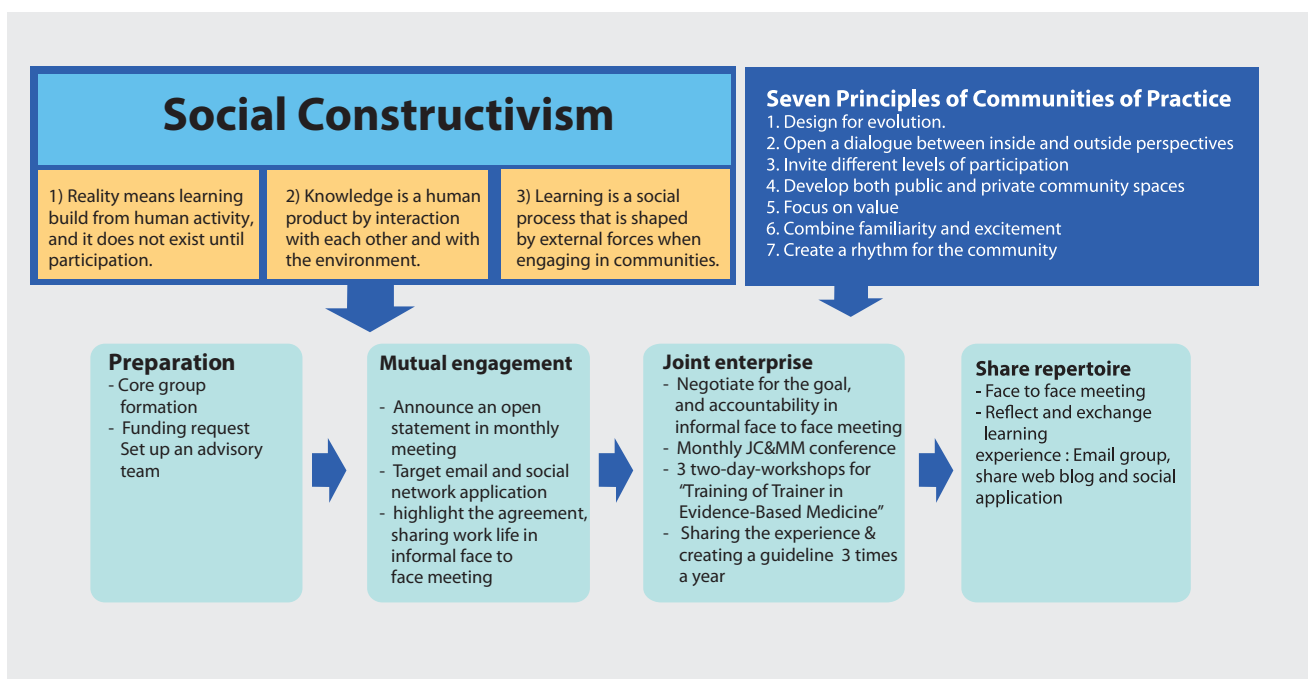 Social Constructivism
1) Reality means learning
build from human activity,
and it does not exist until
participation.
2) Knowledge is a human
product by interaction
with each other and with
the environment.
3) Learning is a social
process that is shaped
by external forces when
engaging in communities.
Seven Principles of Communities of Practice
1. Design for evolution.
2. Open a dialogue between inside and outside perspectives
3. Invite different levels of participation
4. Develop both public and private community spaces
5. Focus on value
6. Combine familiarity and excitement
7. Create a rhythm for the community
Preparation
- Core group
formation
- Funding request
Set up an advisory
team
Mutual engagement
- Announce an open
statement in monthly
meeting
- Target email and social
network application
- highlight the agreement,
sharing work life in
informal face to
face meeting
Joint enterprise
- Negotiate for the goal,
and accountability in
informal face to face meeting
- Monthly JC&MM conference
- 3 two-day-workshops for
“Training of Trainer in
Evidence-Based Medicine”
- Sharing the experience &
creating a guideline 3 times
a year
Share repertoire
- Face to face meeting
- Reflect and exchange
learning
experience : Email group,
share web blog and social
application